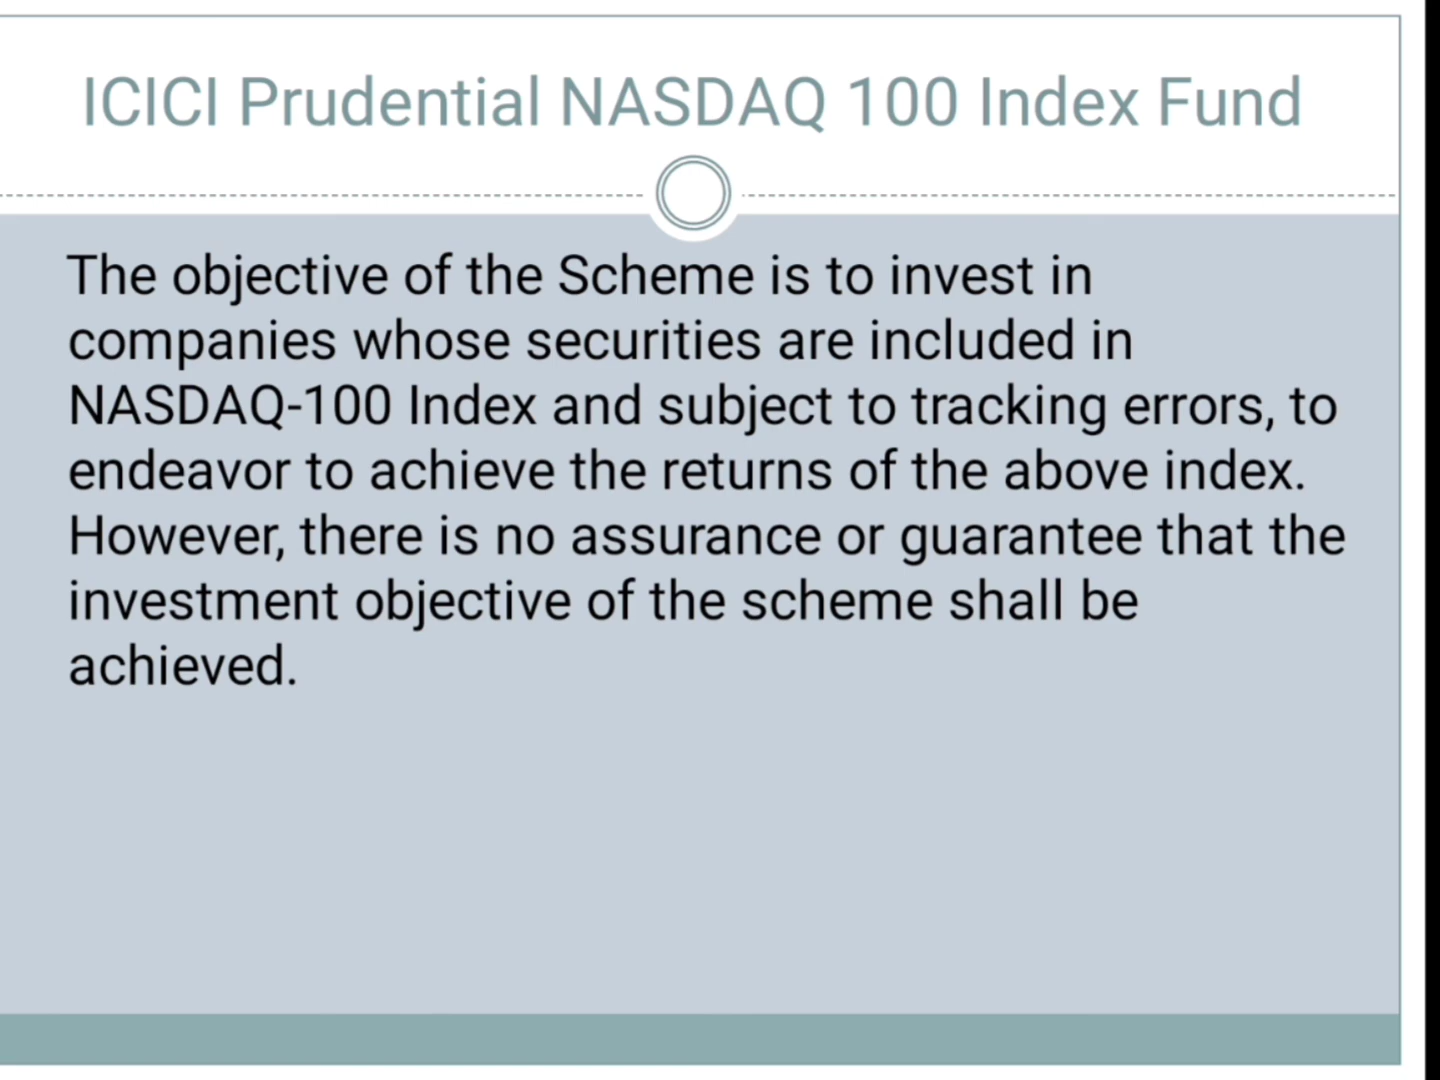 ICICI Prudential NASDAQ 100 Index Fund
The objective of the Scheme is to invest in
companies whose securities are included in
NASDAQ-100 Index and subject to tracking errors, to
endeavor to achieve the returns of the above index.
However, there is no assurance or guarantee that the
investment objective of the scheme shall be
achieved.